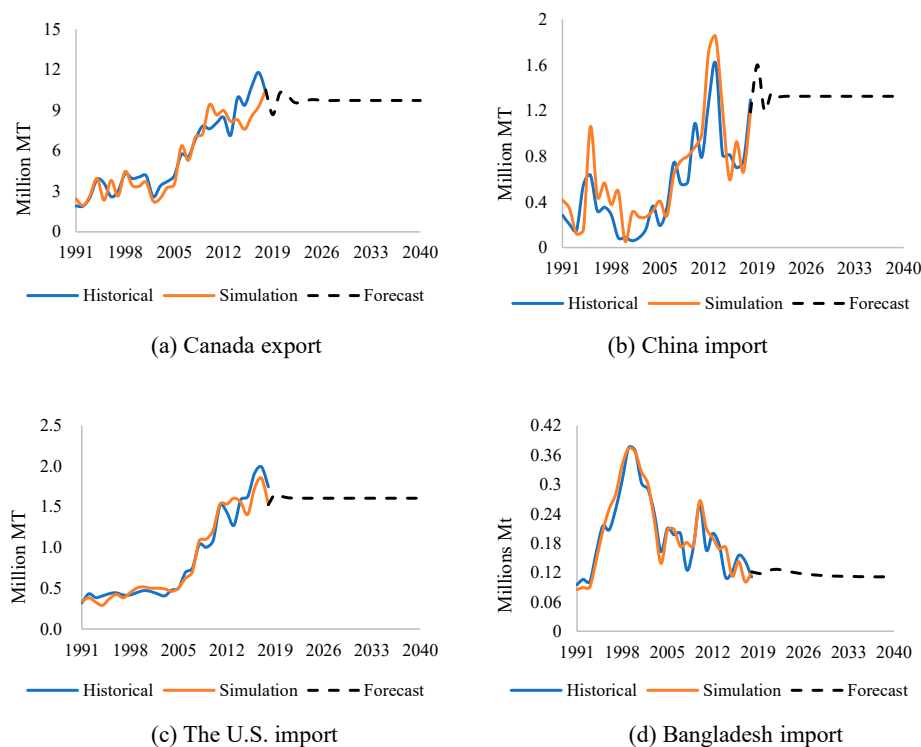 15
12
9
6
3
0
Million MT
1991 1998 2005 2012 2019 2026 2033 2040
Historical Simulation Forecast
(a) Canada export
2
1.6
1.2
0.8
0.4
0
Million MT
1991 1998 2005 2012 2019 2026 2033 2040
Historical Simulation Forecast
(b) China import
2.5
2.0
1.5
1.0
0.5
0.0
Million MT
1991 1998 2005 2012 2019 2026 2033 2040
Historical Simulation Forecast
(c) The U.S. import
0.42
0.36
0.3
0.24
0.18
0.12
0.06
0
Millions Mt
1991 1998 2005 2012 2019 2026 2033 2040
Historical Simulation Forecast
(d) Bangladesh import